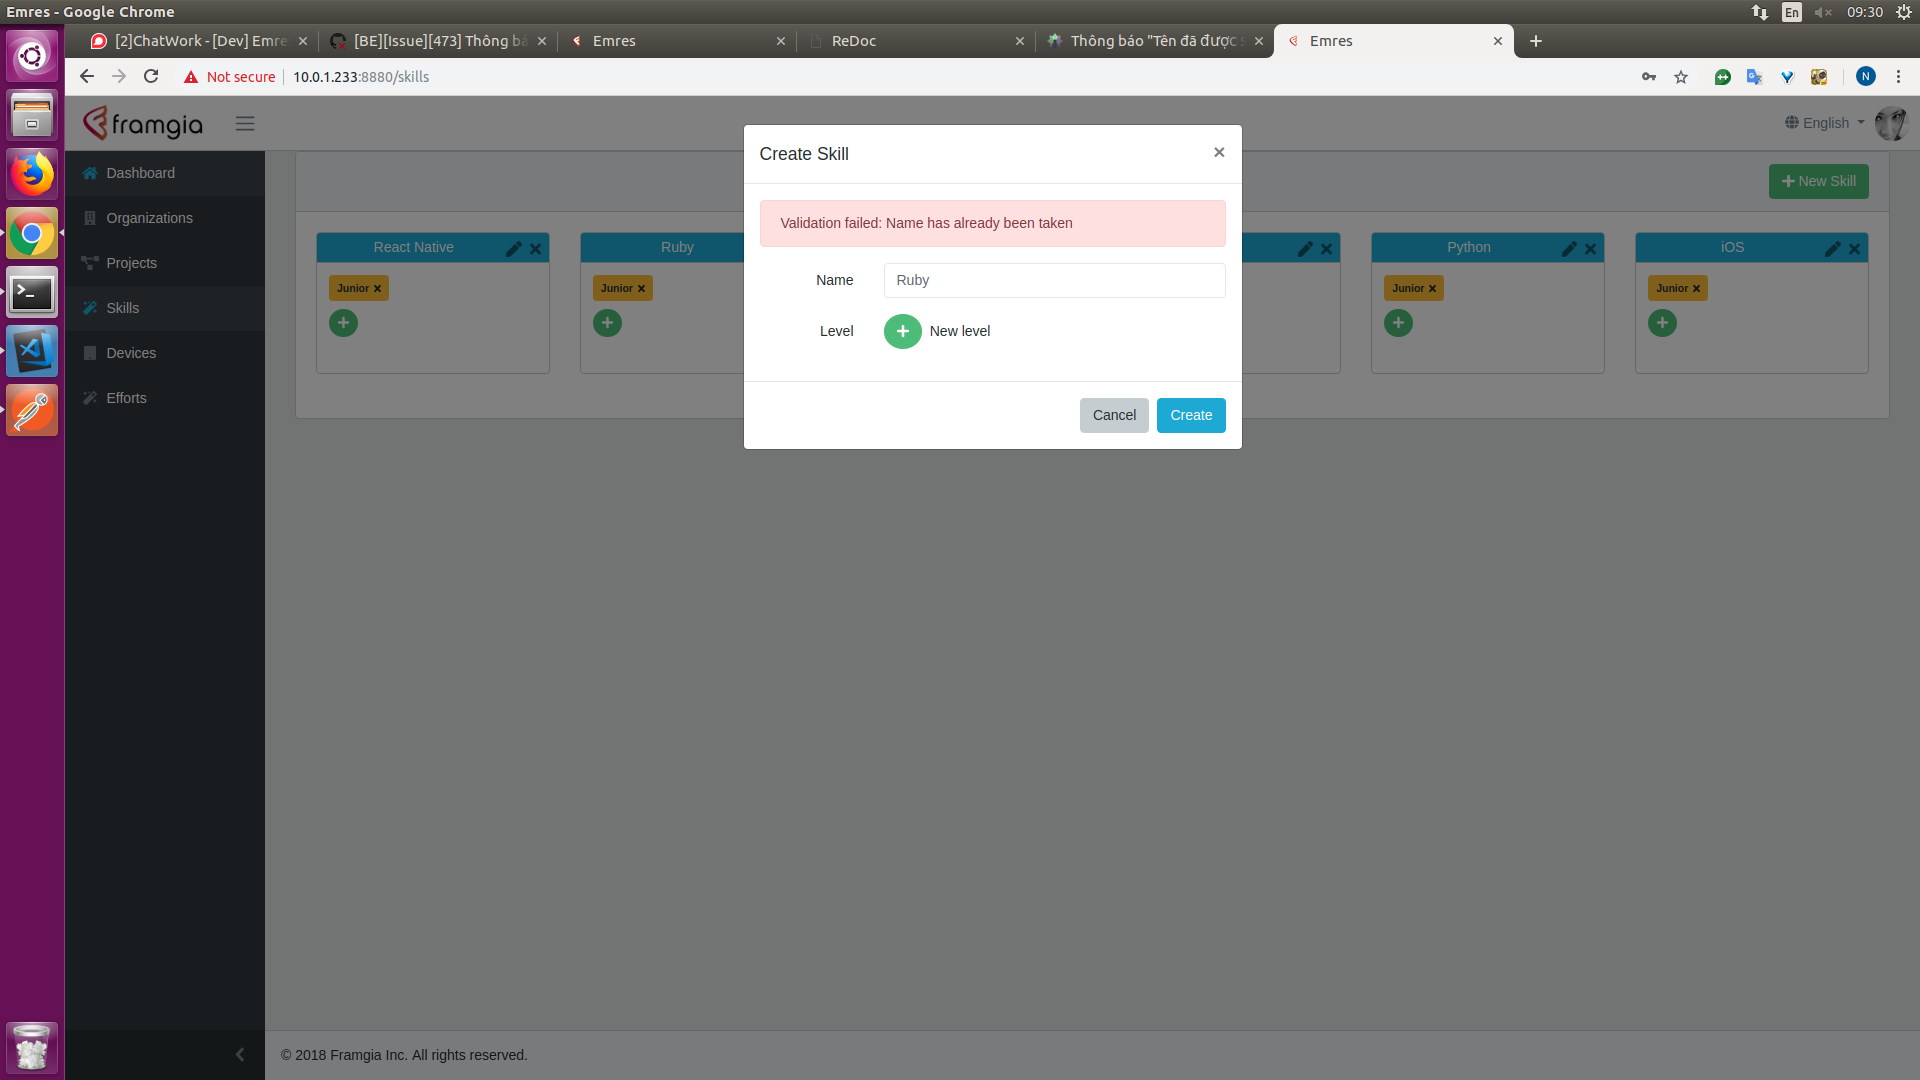 Emres - Google Chrome
En
09:30
[2]ChatWork - [Dev] Emre
[BE][Issue][473] Thông bá
Emres
ReDoc
Thông báo "Tên đã được s
Emres
Not secure
10.0.1.233:8880/skills
N
framgia
English
Dashboard
Organizations
Projects
Skills
Devices
Efforts
New Skill
React Native
Ruby
Python
iOS
Junior
Junior
Junior
Junior
Create Skill
Validation failed: Name has already been taken
Name
Ruby
Level
New level
Cancel
Create
© 2018 Framgia Inc. All rights reserved.